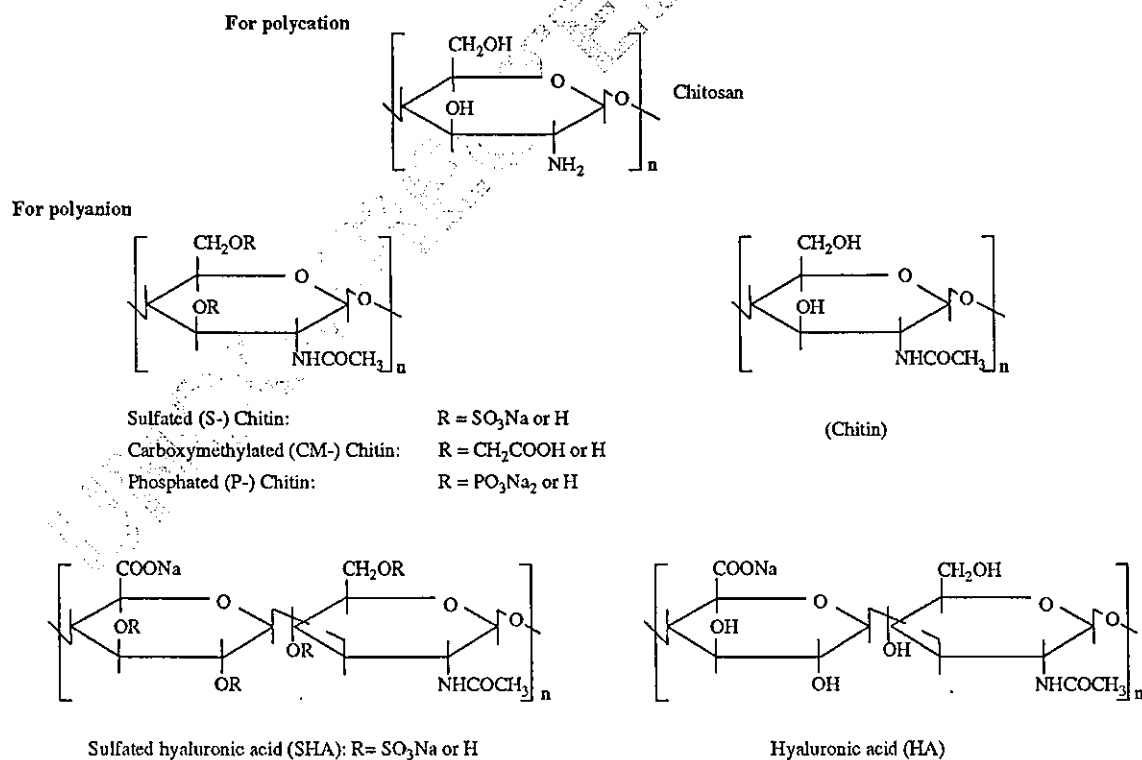 For polycation
CH₂OH
O
O
Chitosan
OH
NH₂
n
For polyanion
CH₂OR
O
O
OR
NHCOCH₃
n
CH₂OH
O
O
OH
NHCOCH₃
n
Sulfated (S-) Chitin: R = SO₃Na or H
Carboxymethylated (CM-) Chitin: R = CH₂COOH or H
Phosphated (P-) Chitin: R = PO₃Na₂ or H
(Chitin)
COONa
CH₂OR
O
O
O
OR
OR
OR
NHCOCH₃
n
COONa
CH₂OH
O
O
O
OH
OH
OH
NHCOCH₃
n
Sulfated hyaluronic acid (SHA): R= SO₃Na or H
Hyaluronic acid (HA)